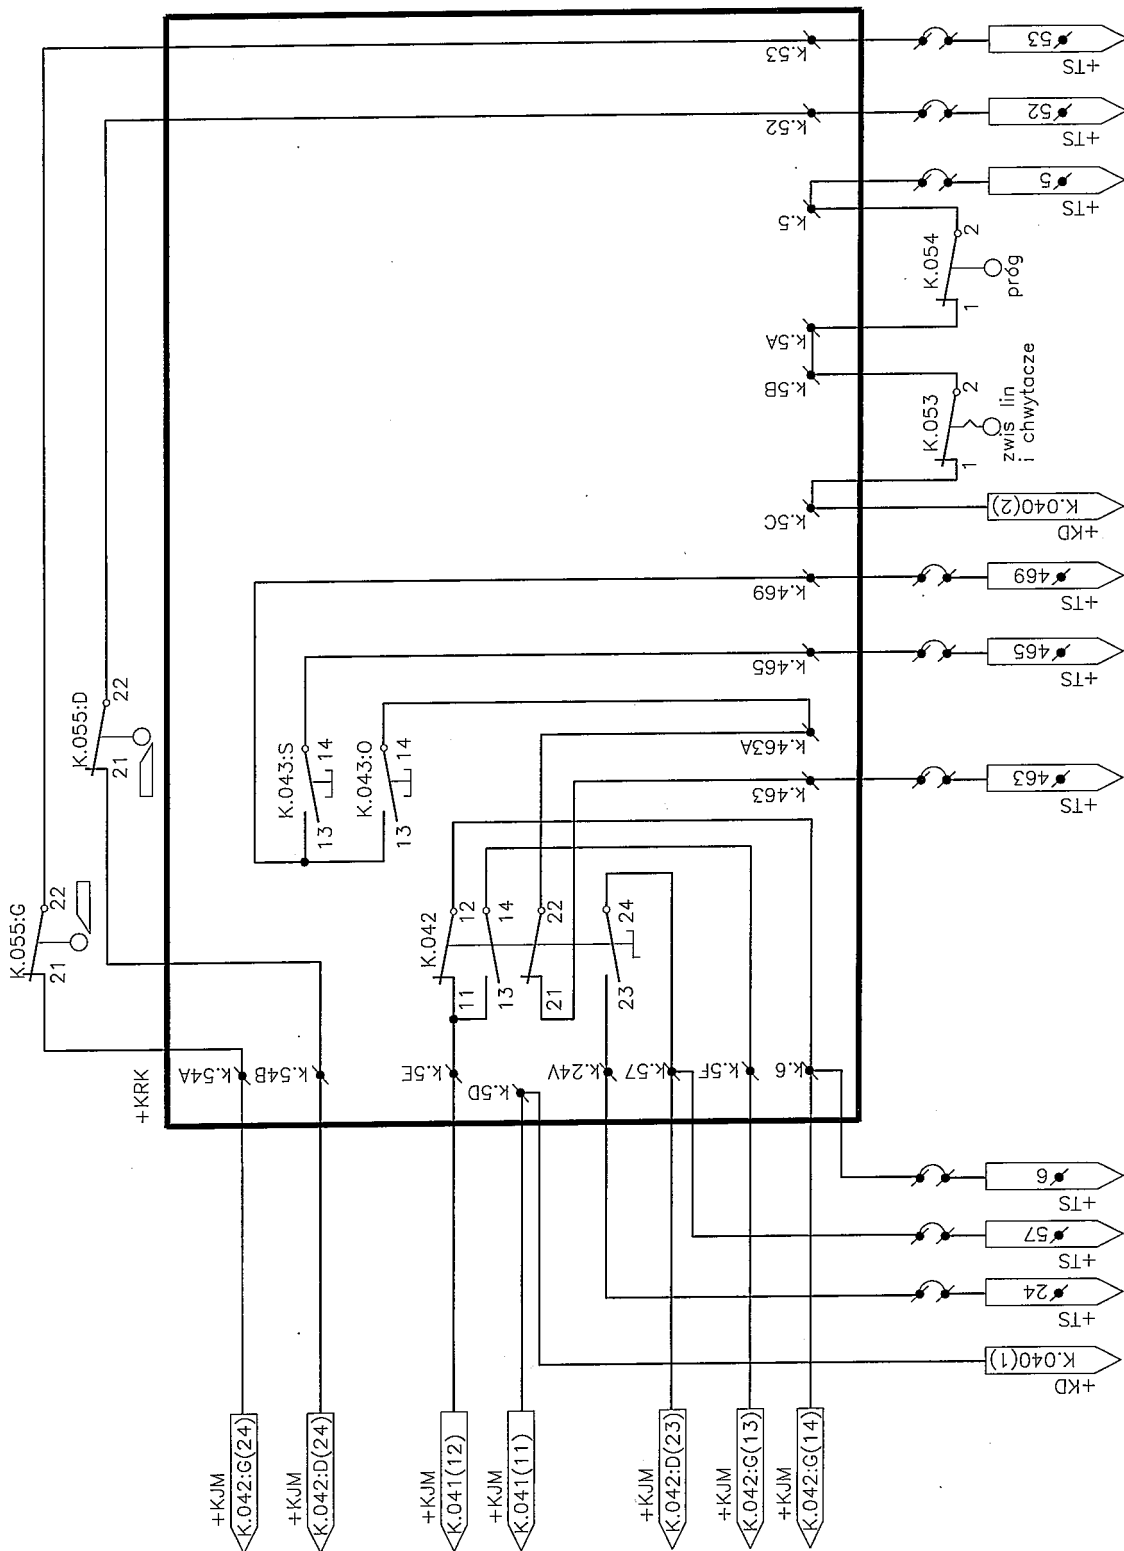 53
+TS
k.53
52
+TS
k.52
5
+TS
k.5
K.054
2
1
próg
k.5A
k.5B
K.053
2
1
zwis lin
i chwytacze
k.5C
K.040(2)
+KD
469
+TS
k.469
465
+TS
k.465
K.055:D
22
21
K.043:S
14
13
K.043:O
14
13
k.463A
k.463
463
+TS
K.055:G
22
21
K.042
12
11
14
13
22
21
24
23
+KRK
k.54A
k.54B
k.5E
k.5D
k.24V
k.57
k.5F
k.6
6
+TS
57
+TS
24
+TS
K.040(1)
+KD
+KJM
K.042:G(24)
K.042:D(24)
+KJM
K.041(12)
K.041(11)
+KJM
K.042:D(23)
+KJM
K.042:G(13)
+KJM
K.042:G(14)